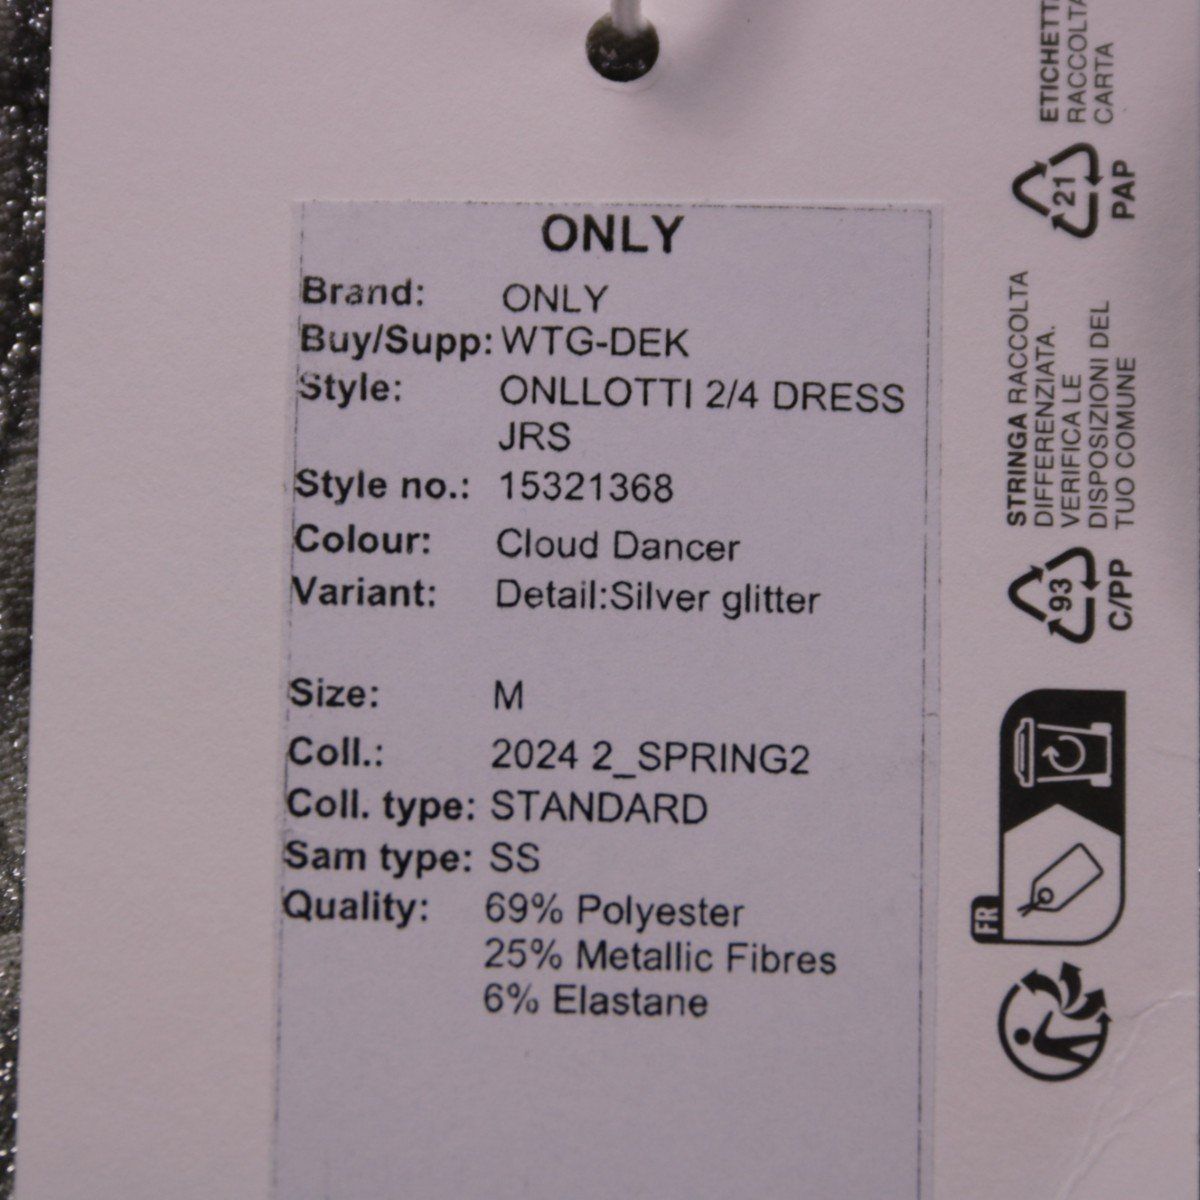 ONLY
Brand: ONLY
Buy/Supp: WTG-DEK
Style: ONLLOTTI 2/4 DRESS
JRS
Style no.: 15321368
Colour: Cloud Dancer
Variant: Detail:Silver glitter
Size: M
Coll.: 2024 2_SPRING2
Coll. type: STANDARD
Sam type: SS
Quality: 69% Polyester
25% Metallic Fibres
6% Elastane
RACCOLTA
CARTA
21
PAP
STRINGA RACCOLTA
DIFFERENZIATA.
VERIFICA LE
DISPOSIZIONI DEL
TUO COMUNE
93
C/PP
FR